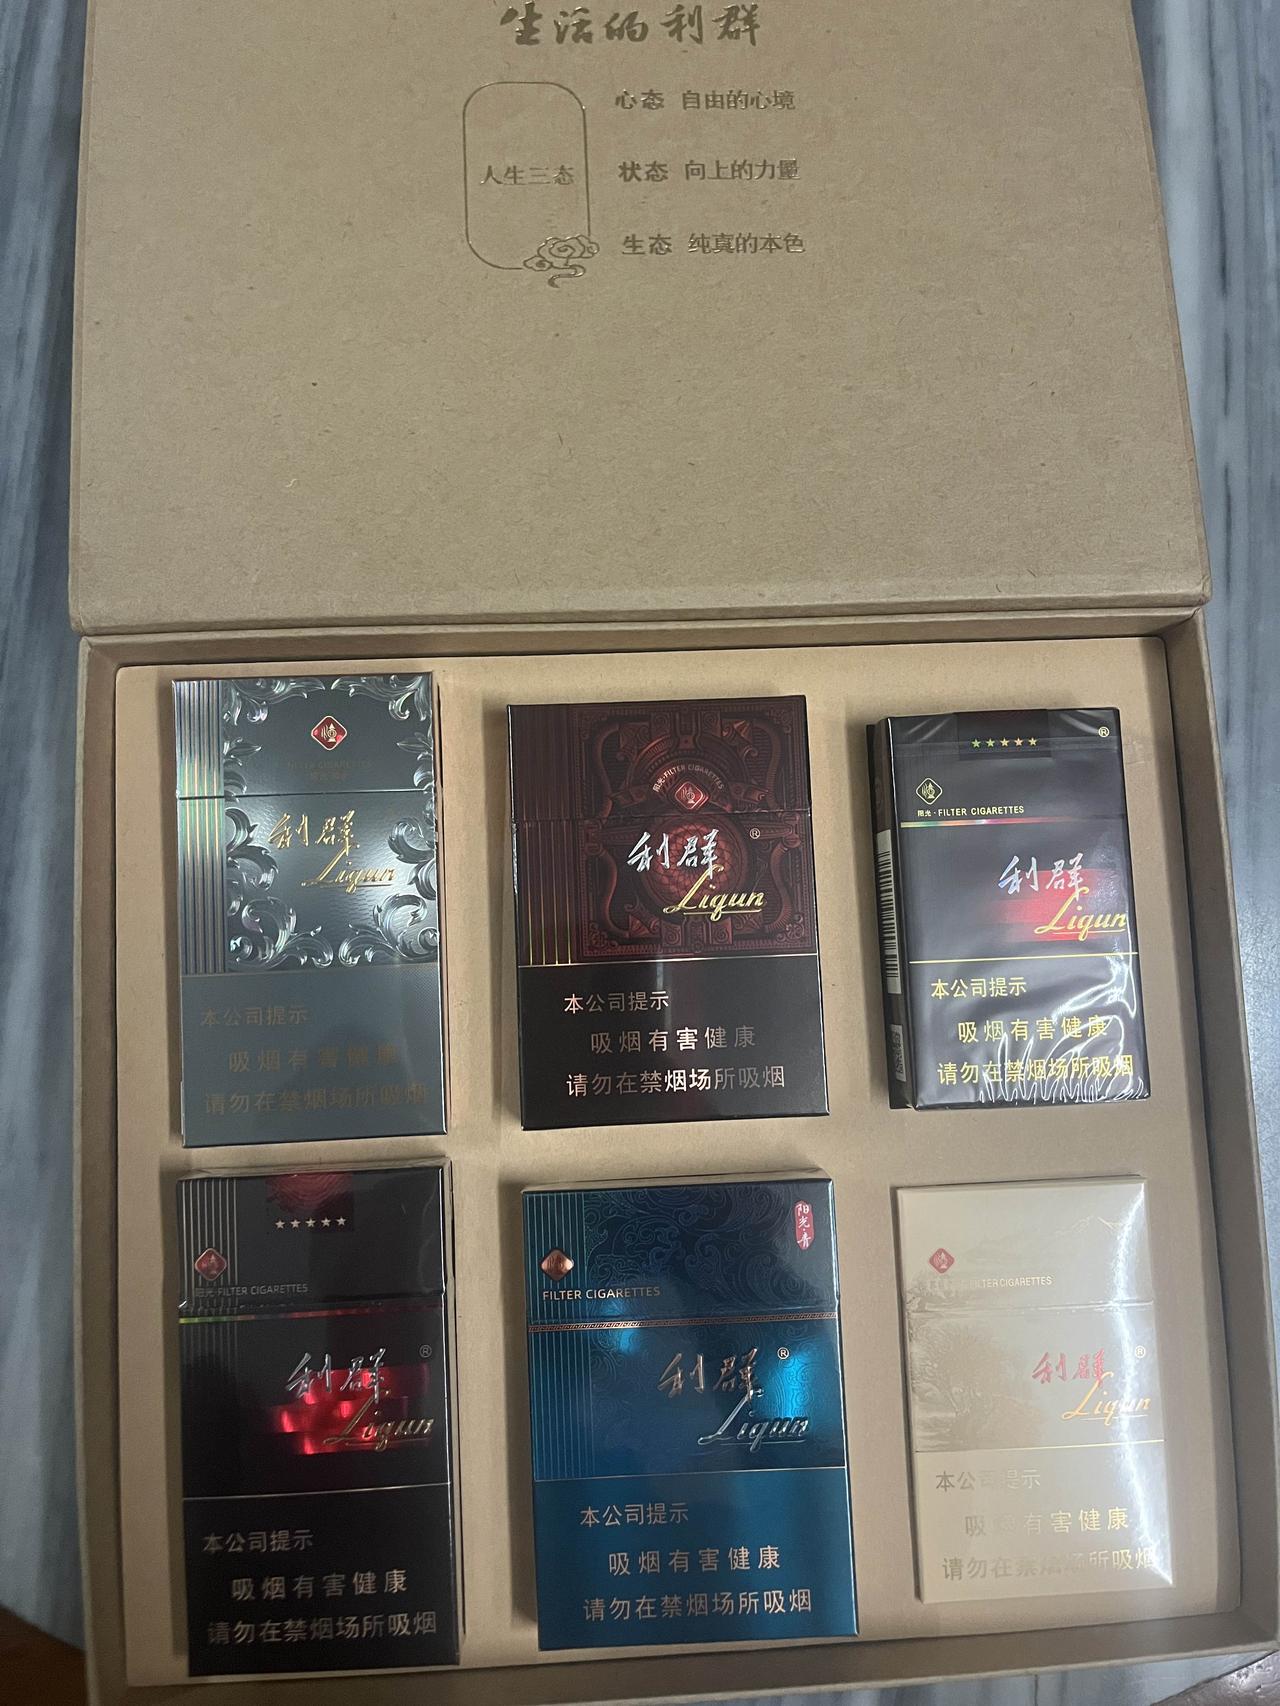 生活的利群
人生三态
心态 自由的心境
状态 向上的力量
生态 纯真的本色
FILTER CIGARETTES
利群
Liqun
本公司提示
吸烟有害健康
请勿在禁烟场所吸烟
阳光·FILTER CIGARETTES
利群®
Liqun
本公司提示
吸烟有害健康
请勿在禁烟场所吸烟
★★★★★ ®
阳光·FILTER CIGARETTES
利群
Liqun
本公司提示
吸烟有害健康
请勿在禁烟场所吸烟
★★★★★
阳光·FILTER CIGARETTES
利群®
Liqun
本公司提示
吸烟有害健康
请勿在禁烟场所吸烟
阳光·青
FILTER CIGARETTES
利群®
Liqun
本公司提示
吸烟有害健康
请勿在禁烟场所吸烟
FILTER CIGARETTES
利群®
Liqun
本公司提示
吸烟有害健康
请勿在禁烟场所吸烟